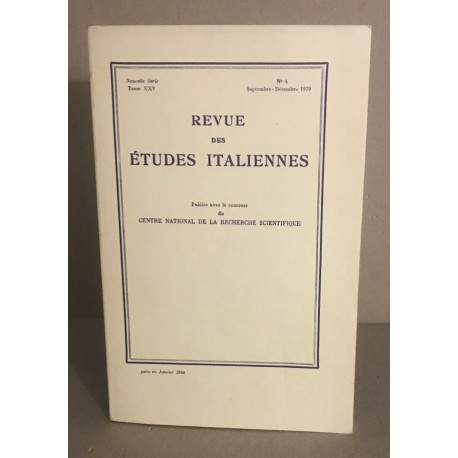 Nouvelle Série
Tome XXV
N° 4
Septembre-Décembre 1979
REVUE
DES
ÉTUDES ITALIENNES
Publiée avec le concours
du
CENTRE NATIONAL DE LA RECHERCHE SCIENTIFIQUE
paru en Janvier 1980